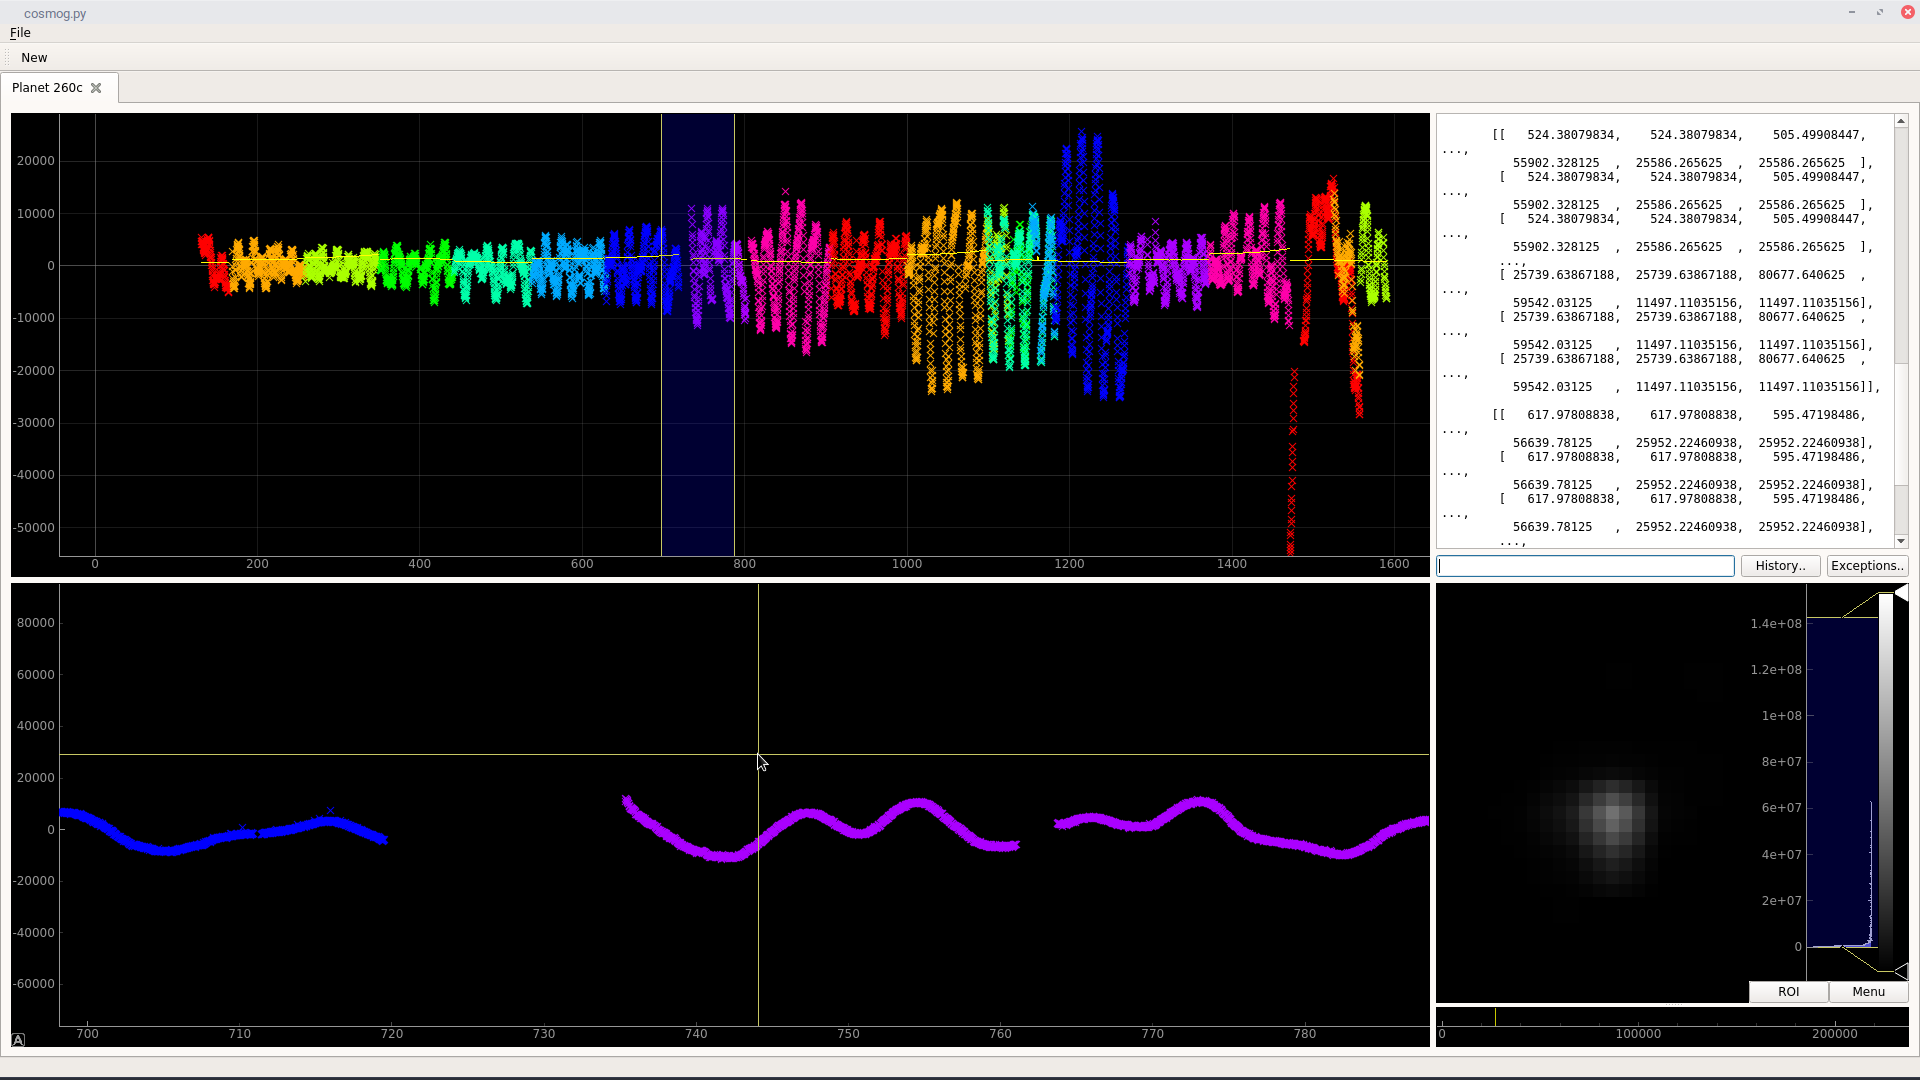 cosmog.py
File
New
Planet 260c
20000
10000
0
-10000
-20000
-30000
-40000
-50000
0 200 400 600 800 1000 1200 1400 1600
[[ 524.38079834, 524.38079834, 505.49908447,
...,
55902.328125 , 25586.265625 , 25586.265625 ],
[ 524.38079834, 524.38079834, 505.49908447,
...,
55902.328125 , 25586.265625 , 25586.265625 ],
[ 524.38079834, 524.38079834, 505.49908447,
...,
55902.328125 , 25586.265625 , 25586.265625 ],
...,
[ 25739.63867188, 25739.63867188, 80677.640625 ,
...,
59542.03125 , 11497.11035156, 11497.11035156],
[ 25739.63867188, 25739.63867188, 80677.640625 ,
...,
59542.03125 , 11497.11035156, 11497.11035156],
[ 25739.63867188, 25739.63867188, 80677.640625 ,
...,
59542.03125 , 11497.11035156, 11497.11035156]],
[[ 617.97808838, 617.97808838, 595.47198486,
...,
56639.78125 , 25952.22460938, 25952.22460938],
[ 617.97808838, 617.97808838, 595.47198486,
...,
56639.78125 , 25952.22460938, 25952.22460938],
[ 617.97808838, 617.97808838, 595.47198486,
...,
56639.78125 , 25952.22460938, 25952.22460938],
...,
History..
Exceptions..
80000
60000
40000
20000
0
-20000
-40000
-60000
A
700 710 720 730 740 750 760 770 780
1.4e+08
1.2e+08
1e+08
8e+07
6e+07
4e+07
2e+07
0
ROI
Menu
0 100000 200000